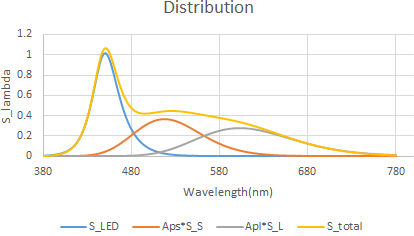 Distribution
1.2
1
0.8
0.6
0.4
0.2
0
S_lambda
380 480 580 680 780
Wavelength(nm)
S_LED Aps*S_S Apl*S_L S_total